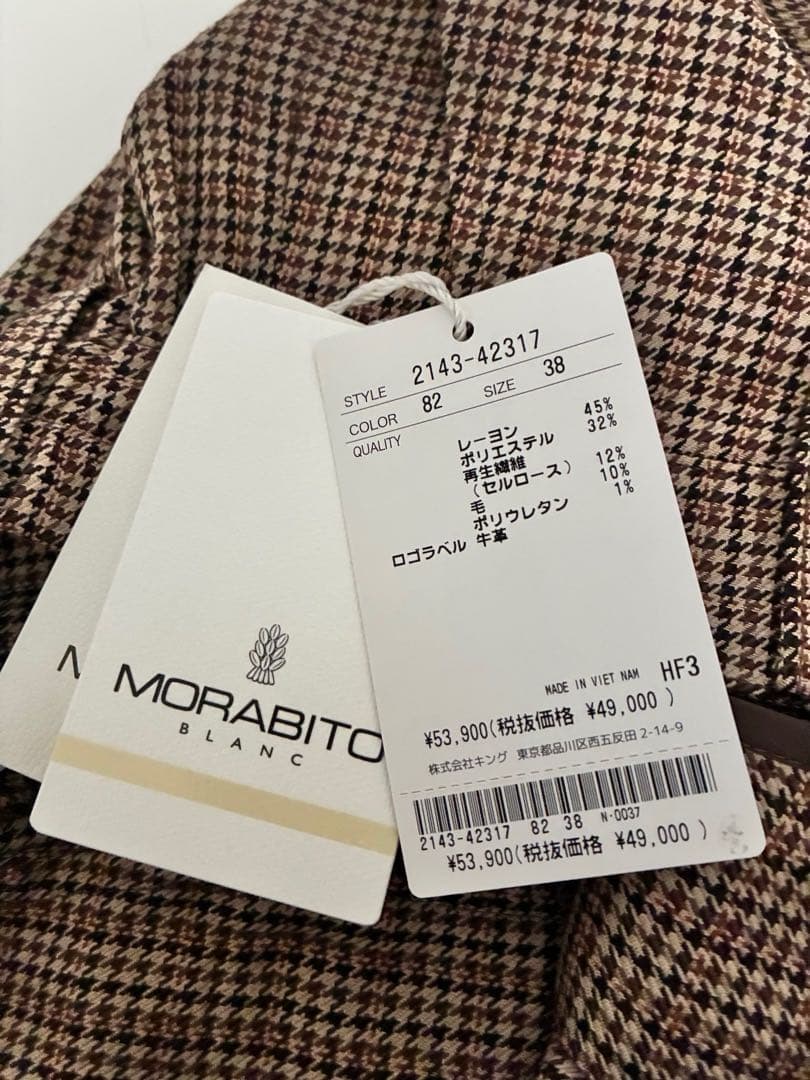 N
MORABITO
BLANC
STYLE 2143-42317
COLOR 82 SIZE 38
QUALITY
レーヨン 45%
ポリエステル 32%
再生繊維
(セルロース) 12%
毛 10%
ポリウレタン 1%
ロゴラベル 牛革
MADE IN VIET NAM HF3
¥53,900(税抜価格 ¥49,000 )
株式会社キング 東京都品川区西五反田2-14-9
2143-42317 82 38 N-0037
¥53,900(税抜価格 ¥49,000 )